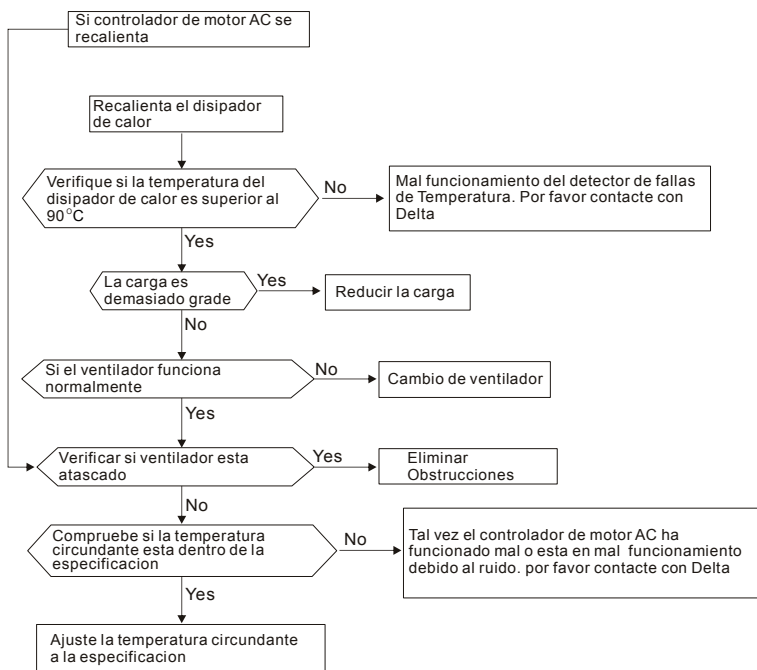 Si controlador de motor AC se
recalienta
Recalienta el disipador
de calor
Verifique si la temperatura del
disipador de calor es superior al
90°C
No
Mal funcionamiento del detector de fallas
de Temperatura. Por favor contacte con
Delta
Yes
La carga es
demasiado grade
Yes
Reducir la carga
No
Si el ventilador funciona
normalmente
No
Cambio de ventilador
Yes
Verificar si ventilador esta
atascado
Yes
Eliminar
Obstrucciones
No
Compruebe si la temperatura
circundante esta dentro de la
especificacion
No
Tal vez el controlador de motor AC ha
funcionado mal o esta en mal funcionamiento
debido al ruido. por favor contacte con Delta
Yes
Ajuste la temperatura circundante
a la especificacion